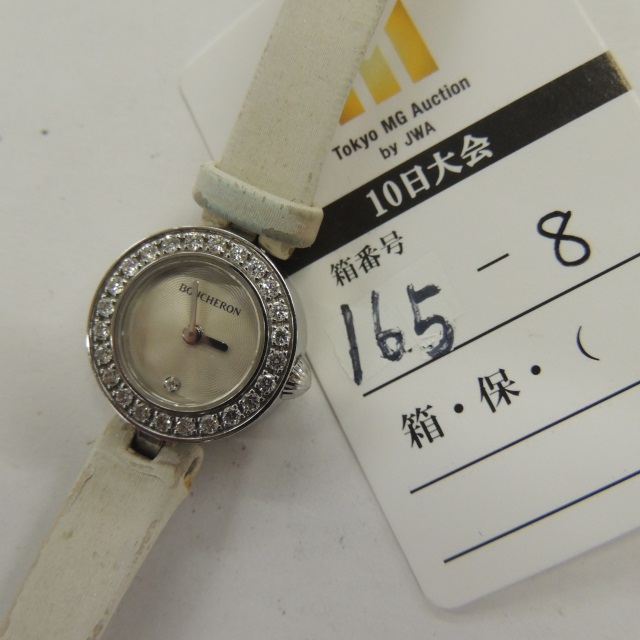 BOUCHERON
Tokyo MG Auction
by JWA
10日大会
箱番号
165 - 8
箱・保・（